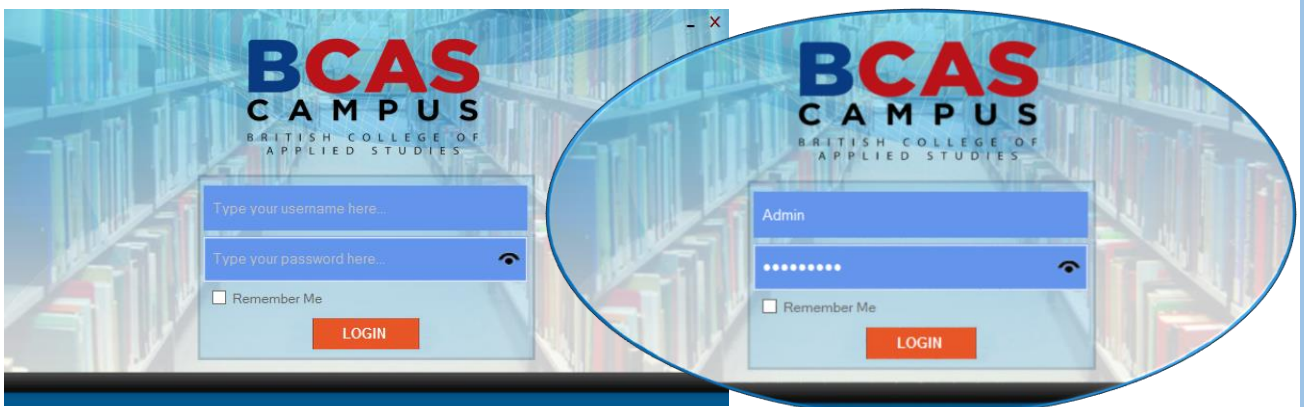 BCAS
CAMPUS
BRITISH COLLEGE OF
APPLIED STUDIES
Type your username here...
Type your password here...
Remember Me
LOGIN
BCAS
CAMPUS
BRITISH COLLEGE OF
APPLIED STUDIES
Admin
•••••••••
Remember Me
LOGIN